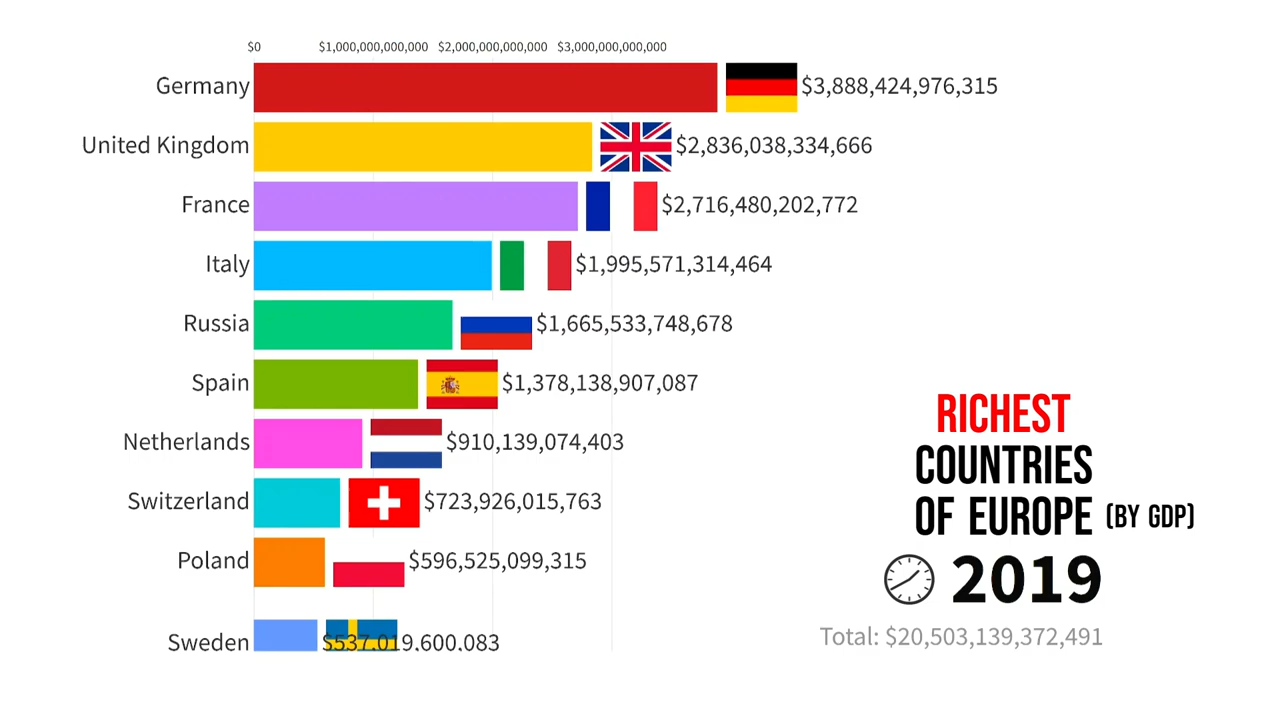 $0 $1,000,000,000,000 $2,000,000,000,000 $3,000,000,000,000
Germany $3,888,424,976,315
United Kingdom $2,836,038,334,666
France $2,716,480,202,772
Italy $1,995,571,314,464
Russia $1,665,533,748,678
Spain $1,378,138,907,087
Netherlands $910,139,074,403
Switzerland $723,926,015,763
Poland $596,525,099,315
Sweden $537,019,600,083
RICHEST
COUNTRIES
OF EUROPE (BY GDP)
2019
Total: $20,503,139,372,491